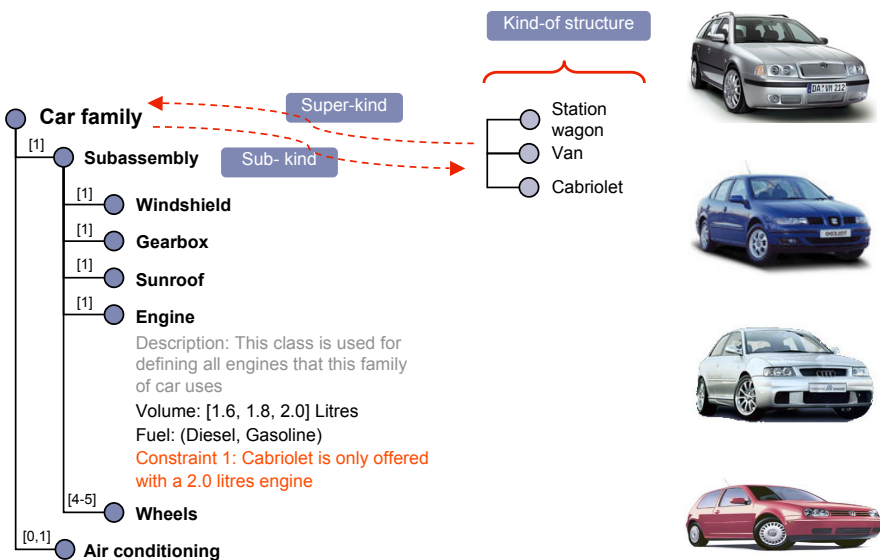 Kind-of structure
Super-kind
Car family
Station
wagon
[1]
Subassembly
Sub- kind
Van
Cabriolet
[1]
Windshield
[1]
Gearbox
[1]
Sunroof
[1]
Engine
Description: This class is used for
defining all engines that this family
of car uses
Volume: [1.6, 1.8, 2.0] Litres
Fuel: (Diesel, Gasoline)
Constraint 1: Cabriolet is only offered
with a 2.0 litres engine
[4-5]
Wheels
[0,1]
Air conditioning
DA·VM 212